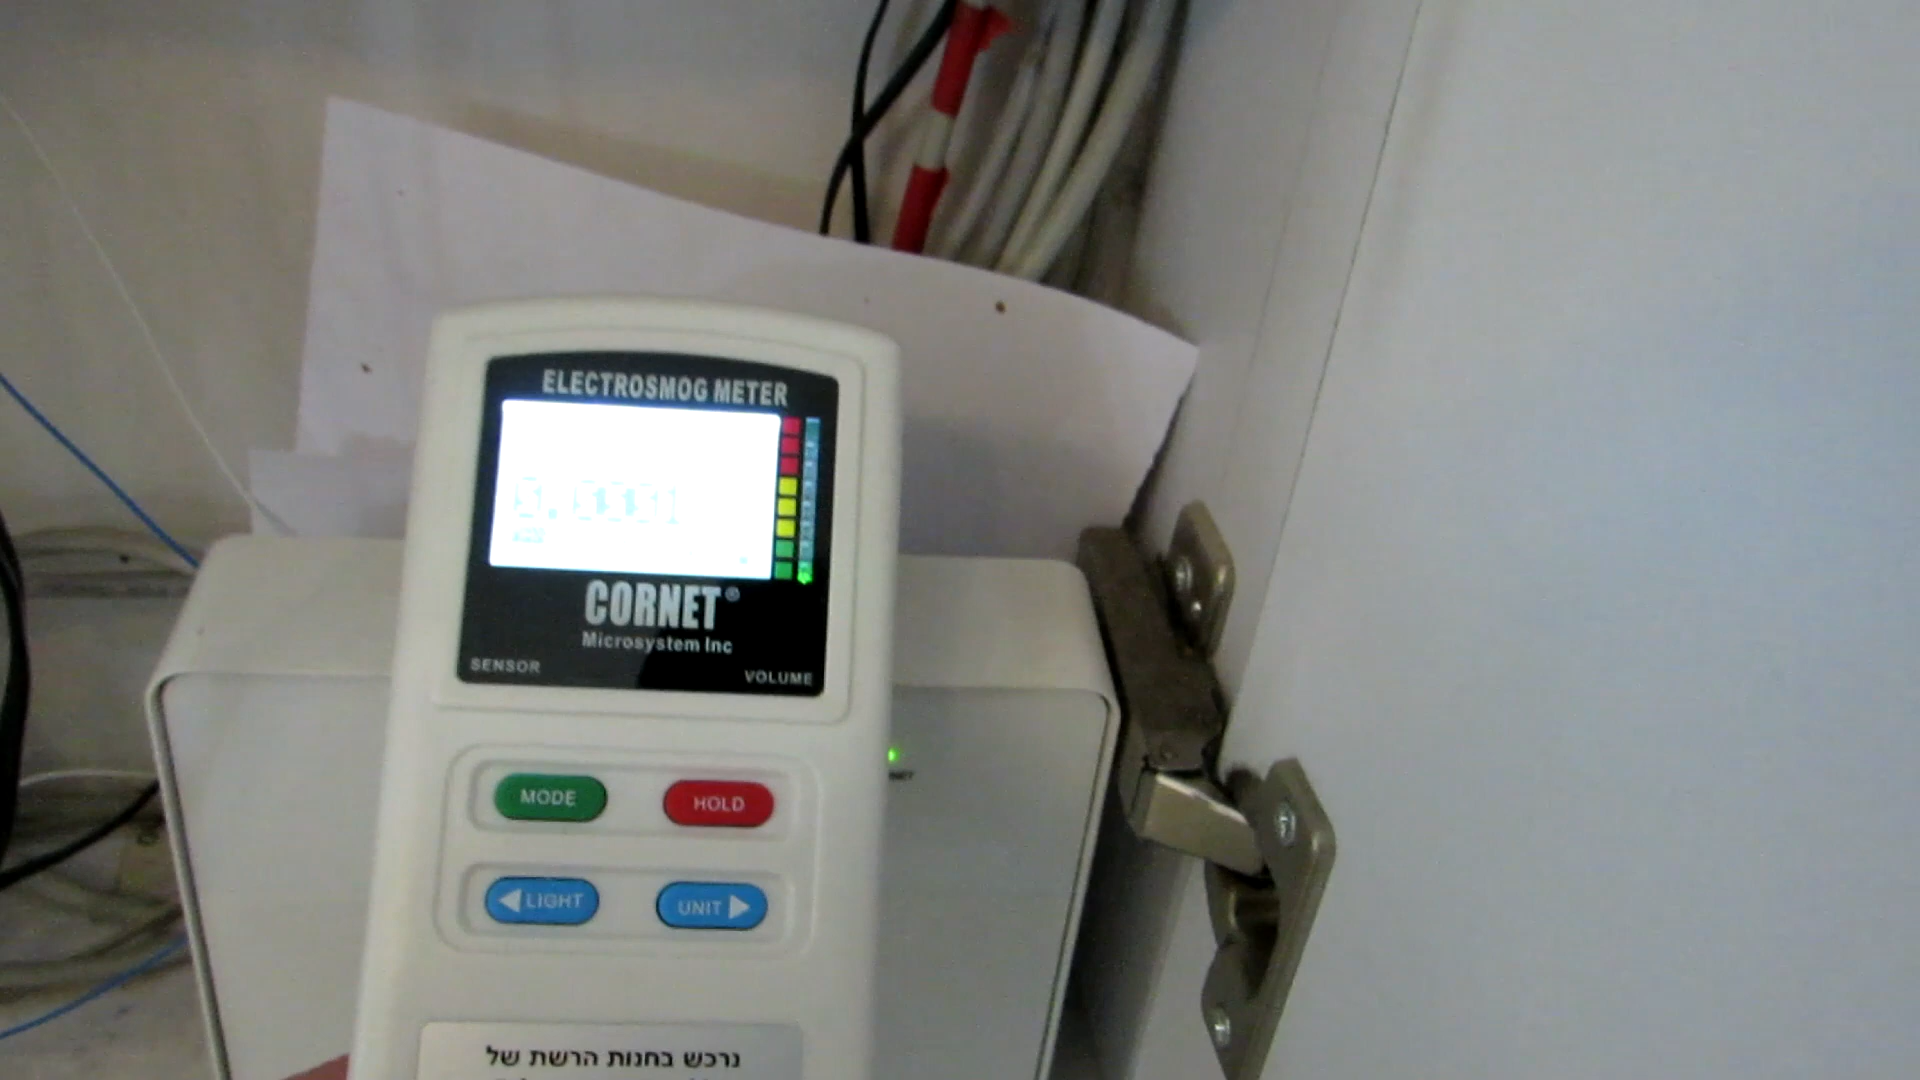 ELECTROSMOG METER
CORNET®
Microsystem Inc
SENSOR
VOLUME
MODE
HOLD
LIGHT
UNIT
נרכש בחנות הרשת של